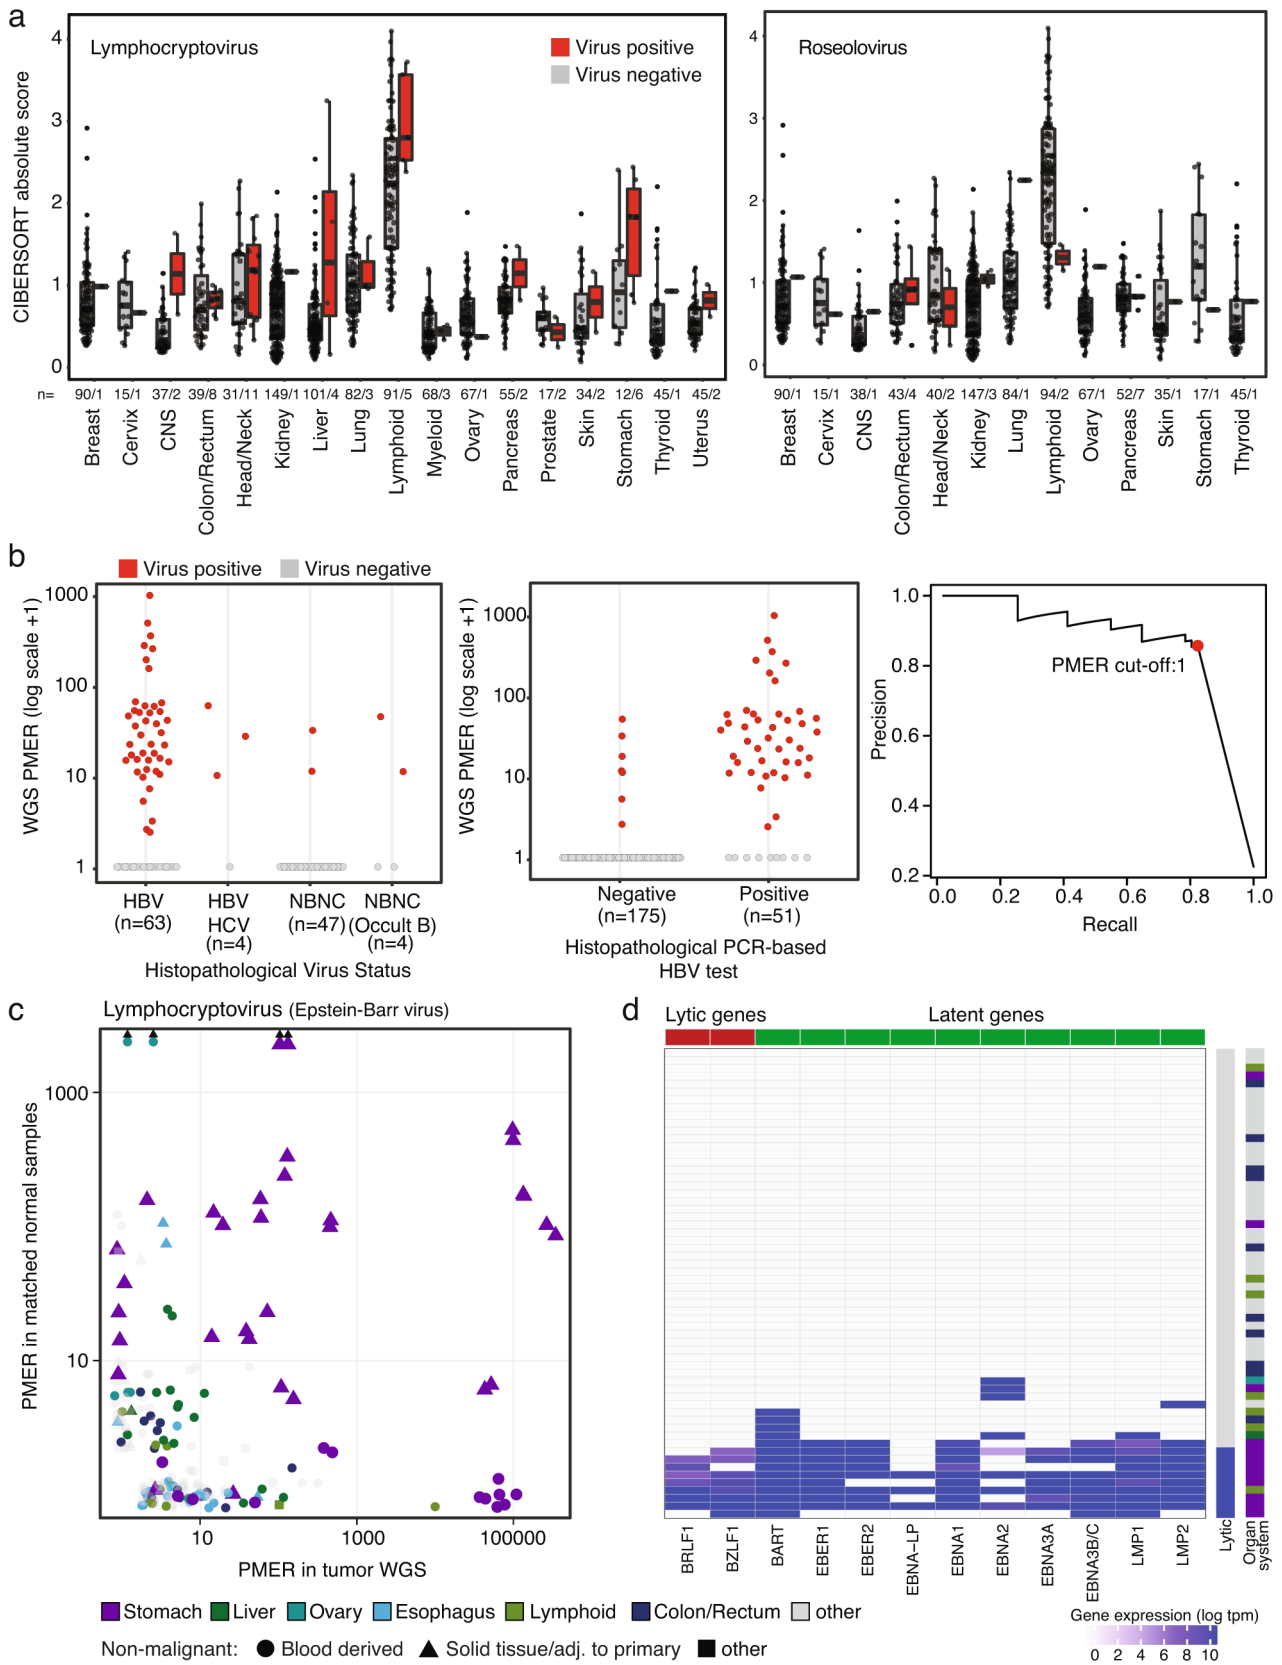 a
Lymphocryptovirus
Virus positive
Virus negative
CIBERSORT absolute score
4
3
2
1
0
n=
90/1 15/1 37/2 39/8 31/11 149/1 101/4 82/3 91/5 68/3 67/1 55/2 17/2 34/2 12/6 45/1 45/2
Breast
Cervix
CNS
Colon/Rectum
Head/Neck
Kidney
Liver
Lung
Lymphoid
Myeloid
Ovary
Pancreas
Prostate
Skin
Stomach
Thyroid
Uterus
Roseolovirus
4
3
2
1
0
90/1 15/1 38/1 43/4 40/2 147/3 84/1 94/2 67/1 52/7 35/1 17/1 45/1
Breast
Cervix
CNS
Colon/Rectum
Head/Neck
Kidney
Lung
Lymphoid
Ovary
Pancreas
Skin
Stomach
Thyroid
b
Virus positive
Virus negative
WGS PMER (log scale +1)
1000
100
10
1
HBV
(n=63)
HBV
HCV
(n=4)
NBNC
(n=47)
NBNC
(Occult B)
(n=4)
Histopathological Virus Status
WGS PMER (log scale +1)
1000
100
10
1
Negative
(n=175)
Positive
(n=51)
Histopathological PCR-based
HBV test
Precision
1.0
0.8
0.6
0.4
0.2
PMER cut-off:1
0.0 0.2 0.4 0.6 0.8 1.0
Recall
c
Lymphocryptovirus (Epstein-Barr virus)
PMER in matched normal samples
1000
10
10 1000 100000
PMER in tumor WGS
Stomach Liver Ovary Esophagus Lymphoid Colon/Rectum other
Non-malignant: Blood derived Solid tissue/adj. to primary other
d
Lytic genes
Latent genes
BRLF1
BZLF1
BART
EBER1
EBER2
EBNA-LP
EBNA1
EBNA2
EBNA3A
EBNA3B/C
LMP1
LMP2
Lytic
Organ
system
Gene expression (log tpm)
0 2 4 6 8 10